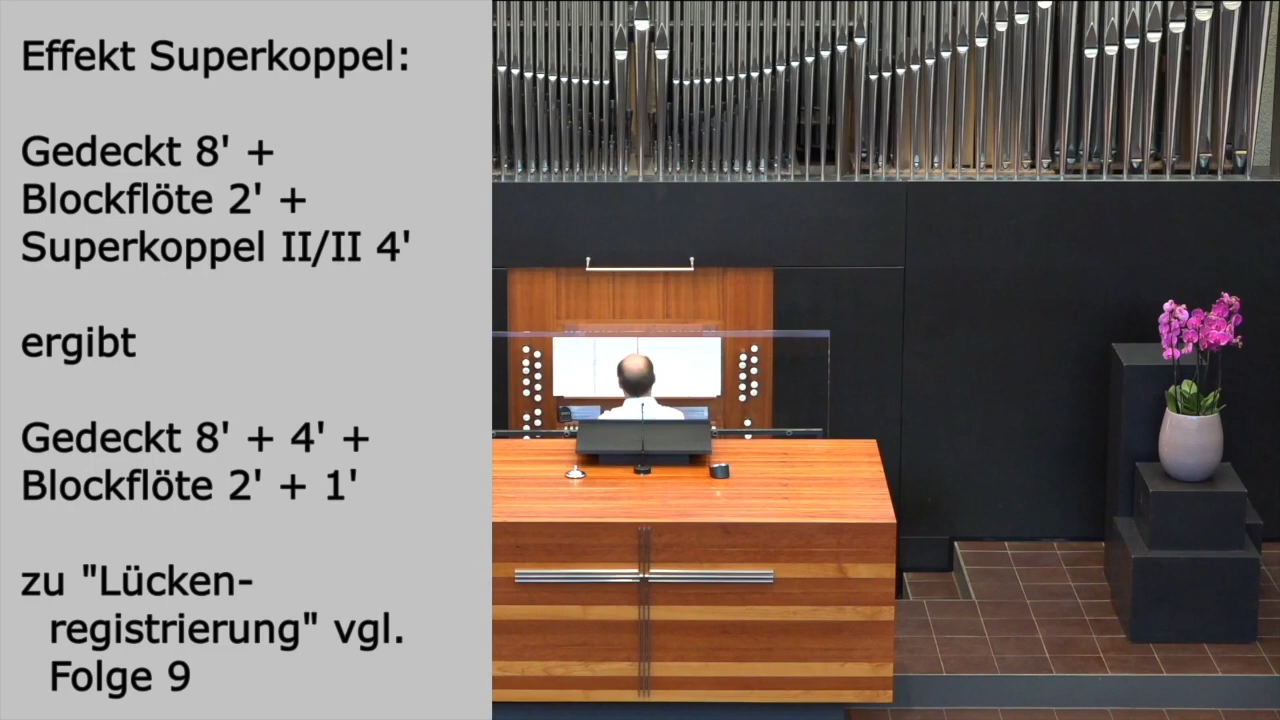 Effekt Superkoppel:
Gedeckt 8' +
Blockflöte 2' +
Superkoppel II/II 4'
ergibt
Gedeckt 8' + 4' +
Blockflöte 2' + 1'
zu "Lücken-
registrierung" vgl.
Folge 9